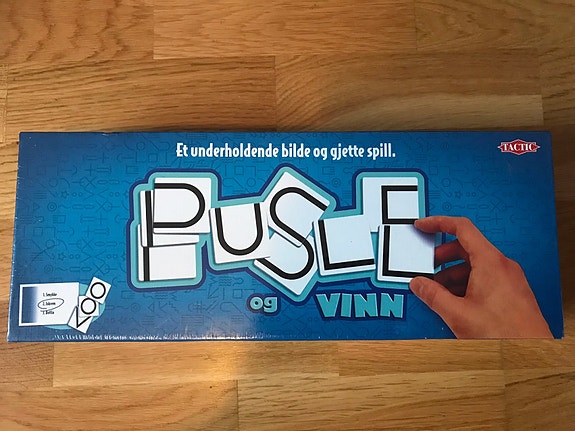 Et underholdende bilde og gjette spill.
TACTIC
PUSLE
og VINN